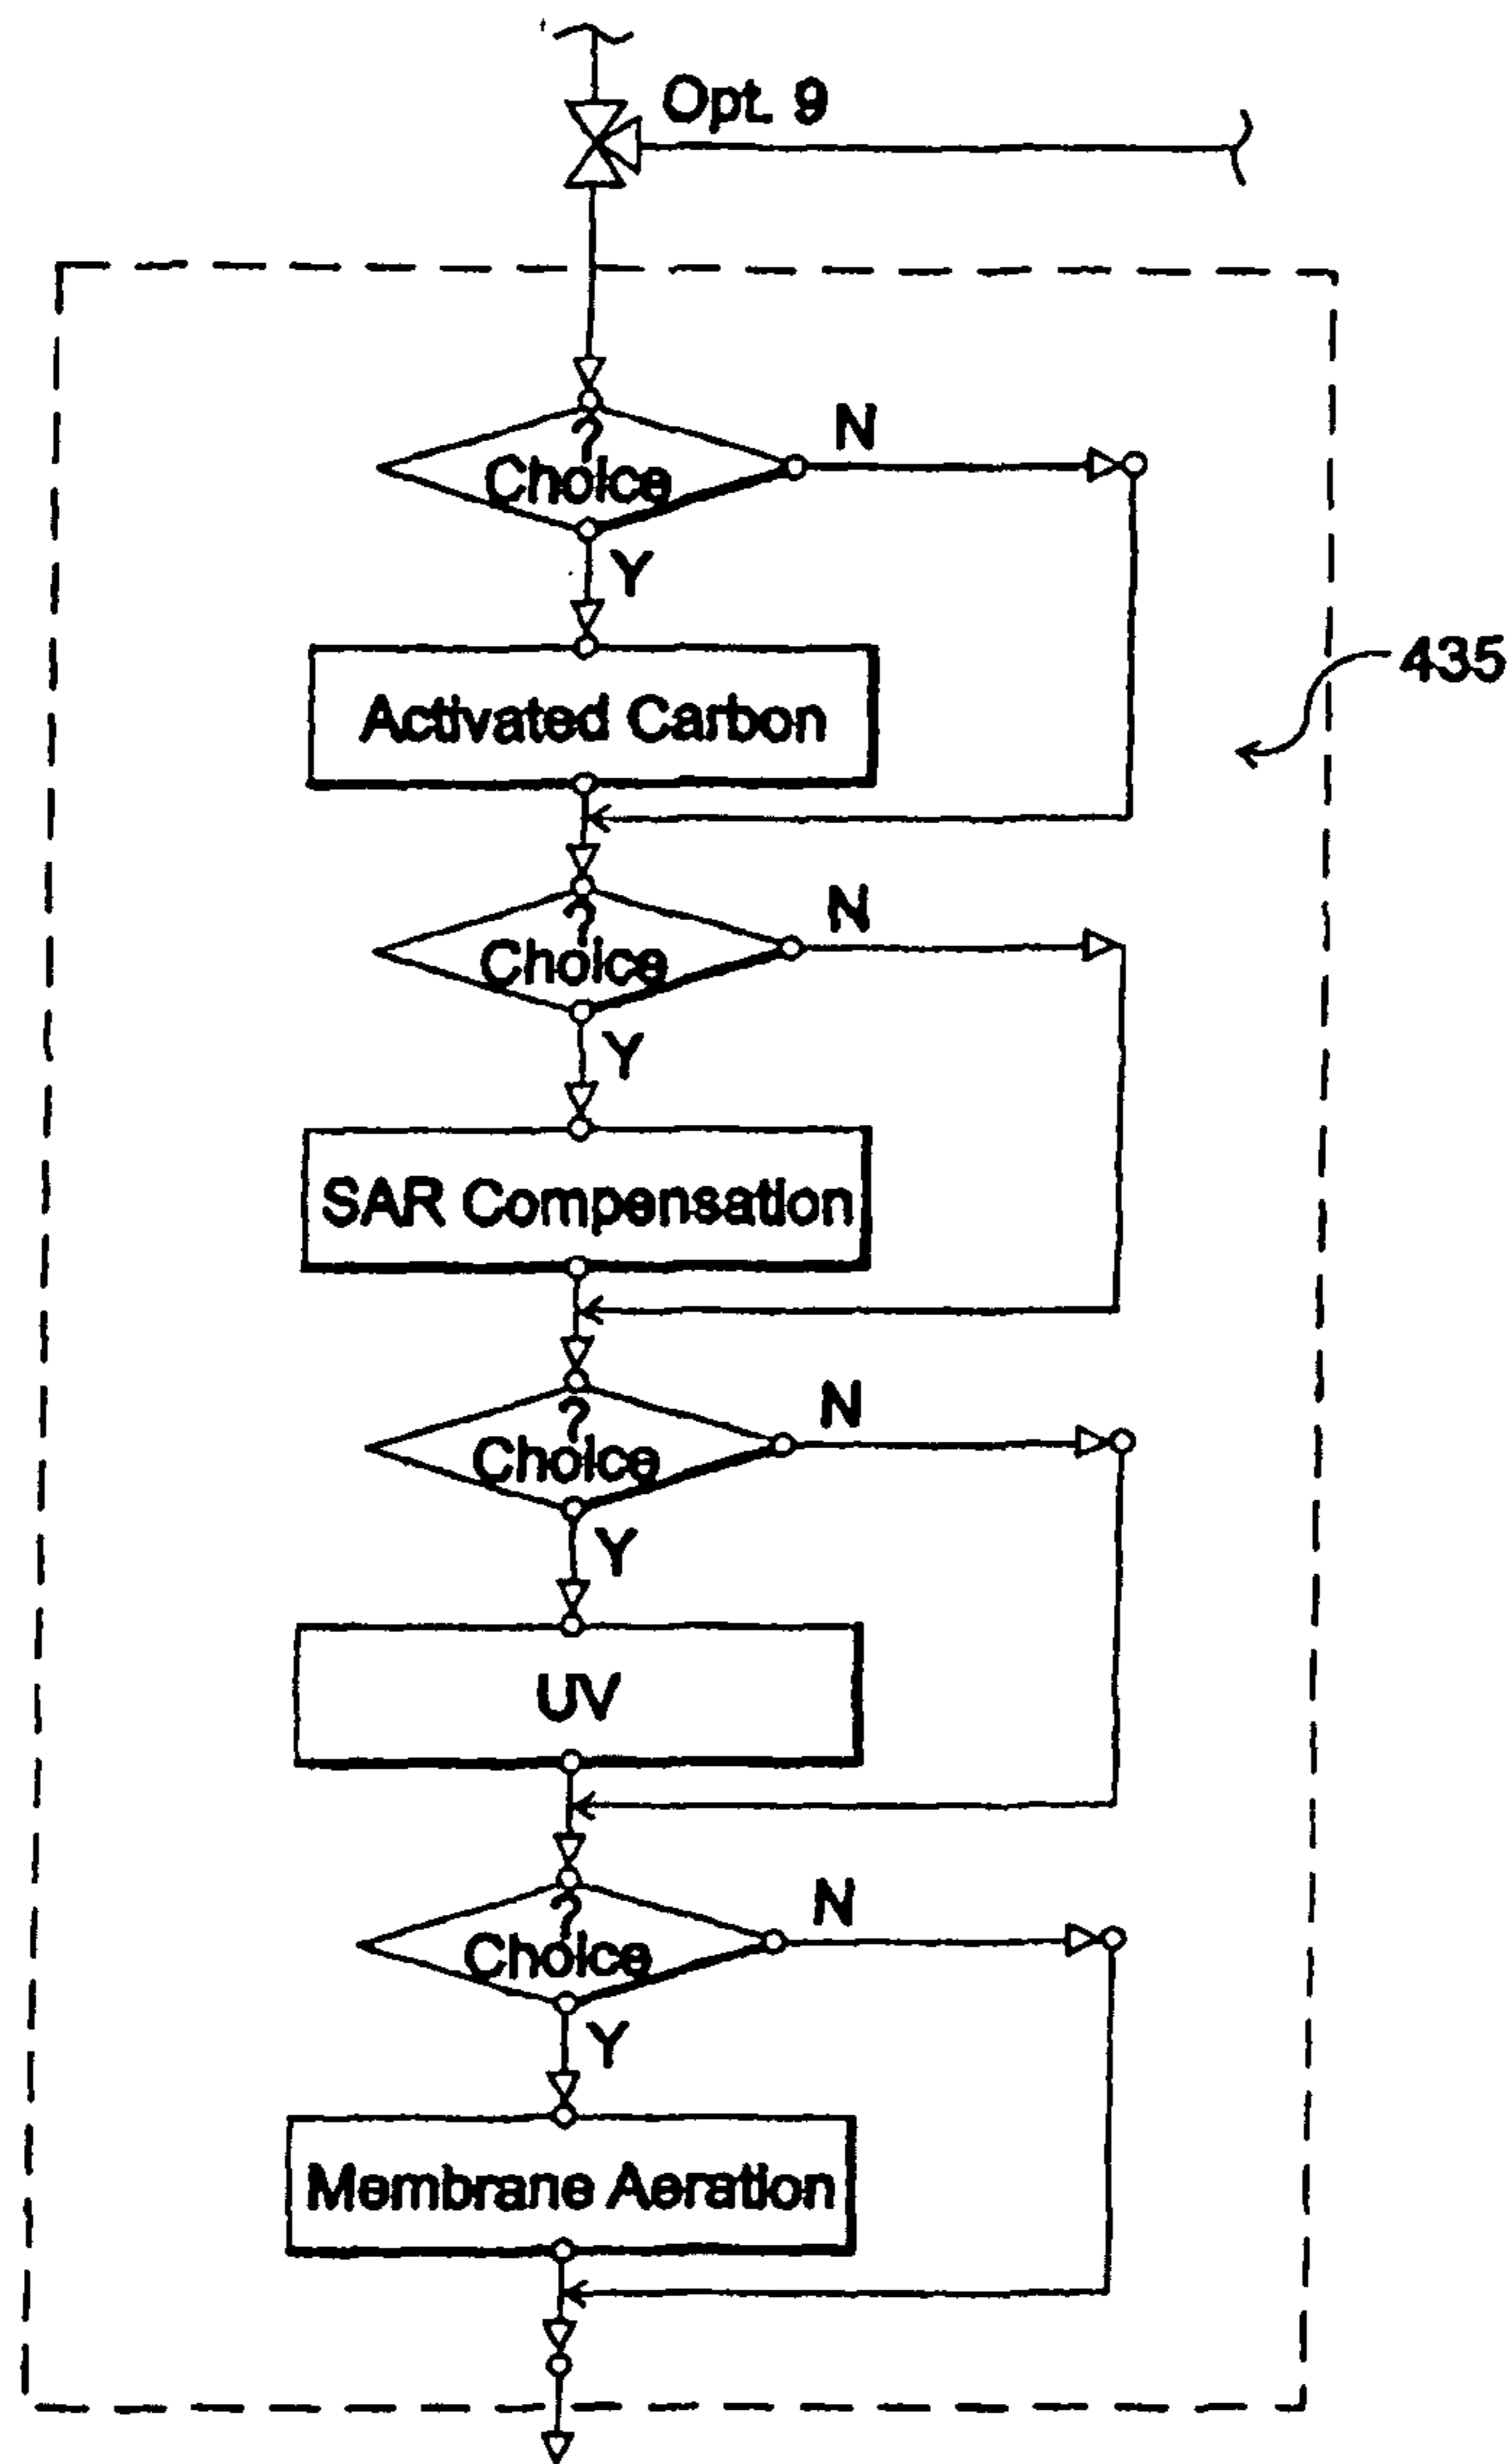 Opt. 9
?
Choice
N
Y
Activated Carbon
435
?
Choice
N
Y
SAR Compensation
?
Choice
N
Y
UV
?
Choice
N
Y
Membrane Aeration